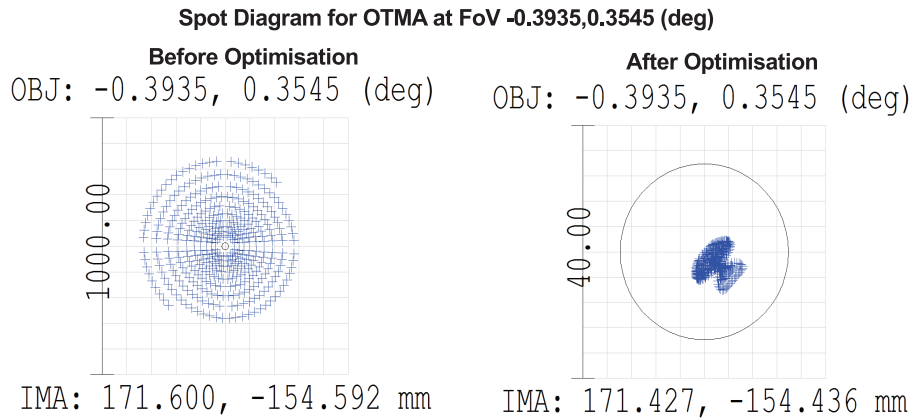 Spot Diagram for OTMA at FoV -0.3935,0.3545 (deg)
Before Optimisation
OBJ: -0.3935, 0.3545 (deg)
1000.00
IMA: 171.600, -154.592 mm
After Optimisation
OBJ: -0.3935, 0.3545 (deg)
40.00
IMA: 171.427, -154.436 mm